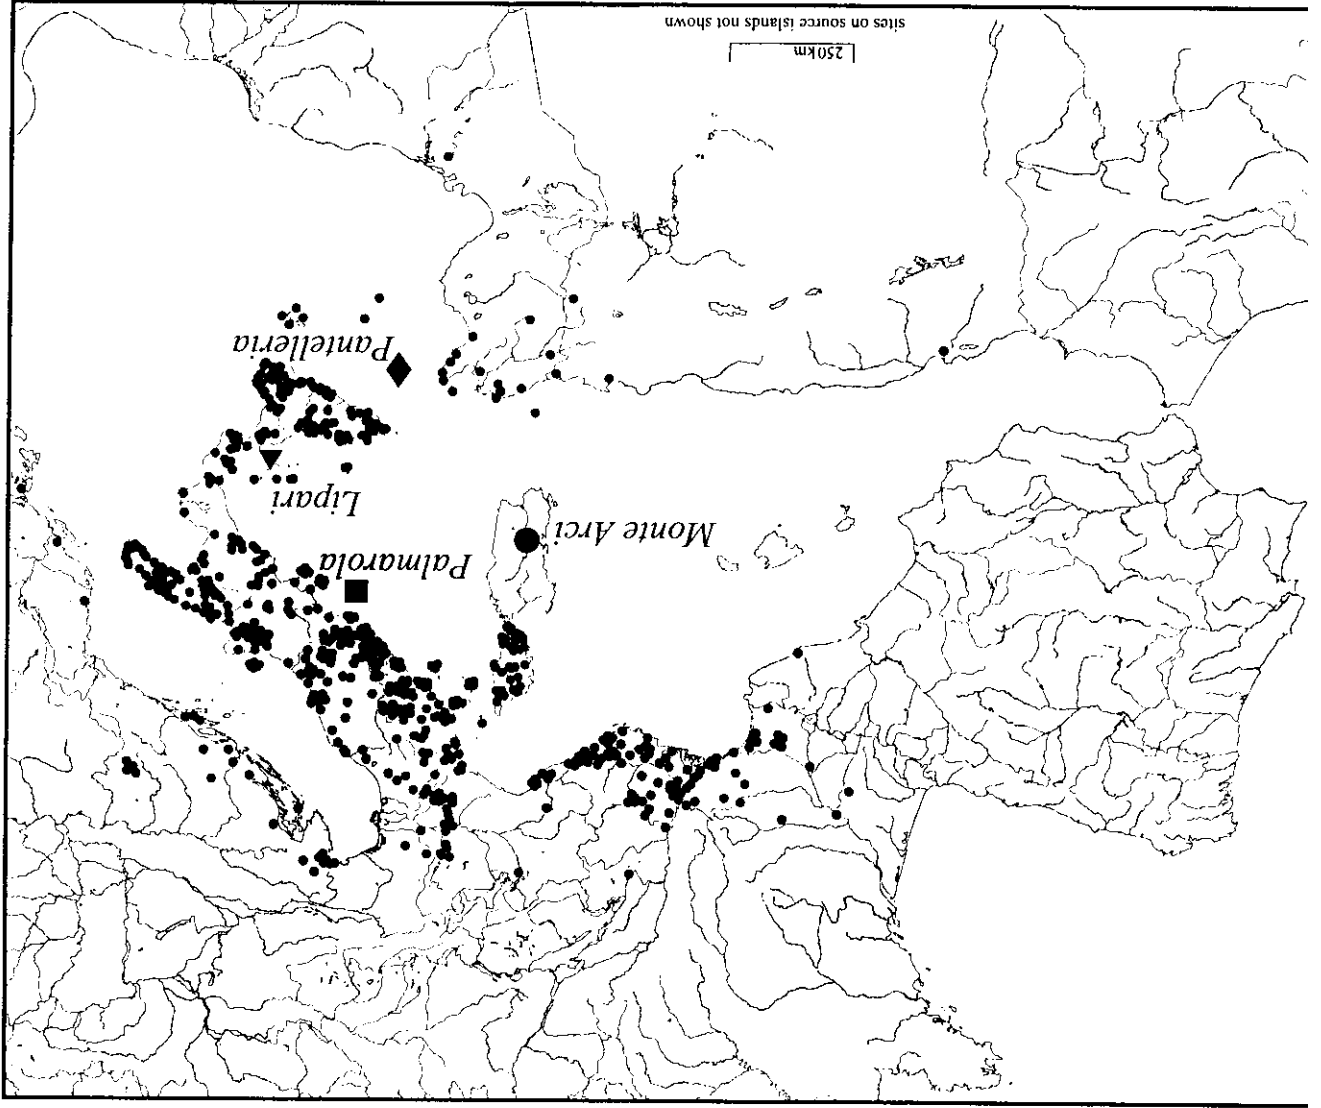 Palmarola
Monte Arci
Lipari
Pantelleria
250km
sites on source islands not shown